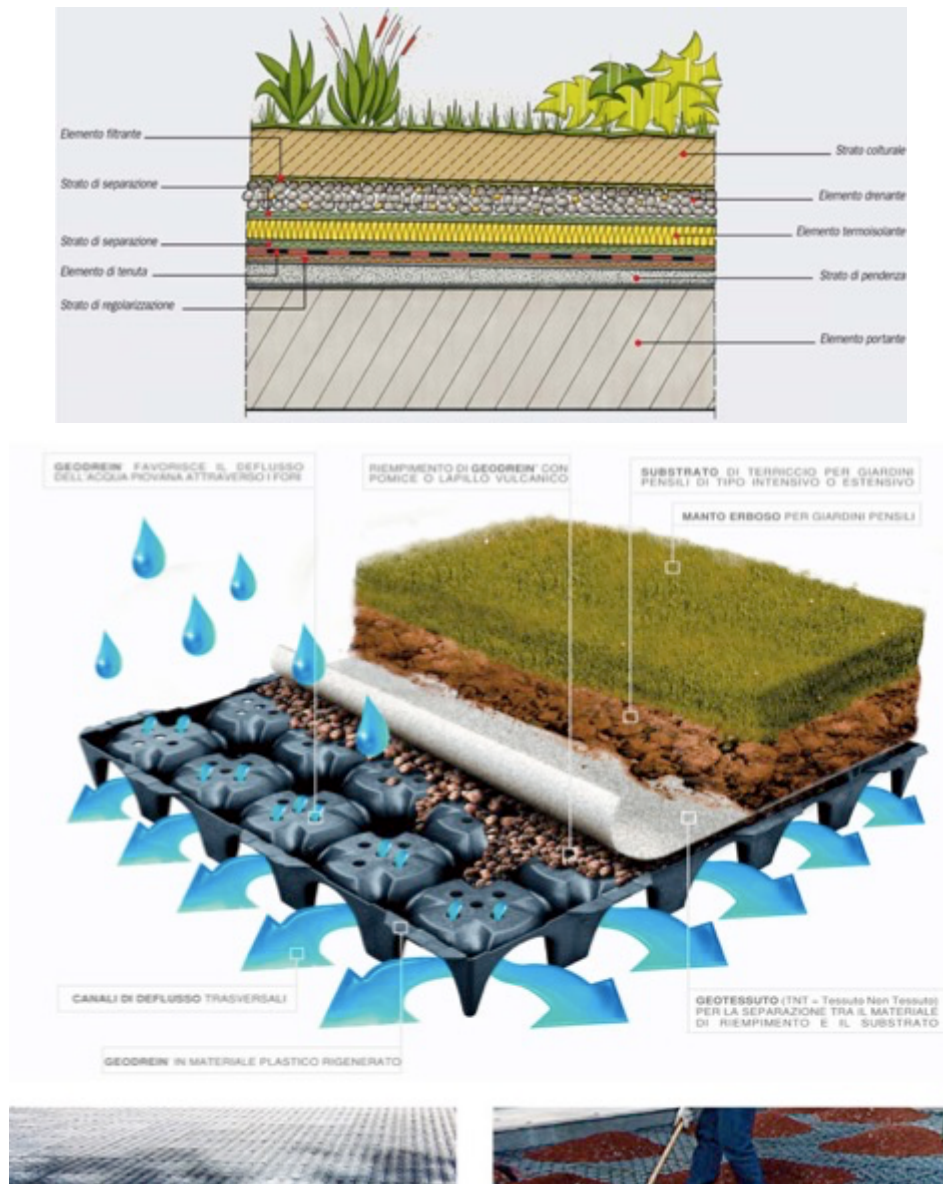 Elemento filtrante
Strato di separazione
Strato di separazione
Elemento di tenuta
Strato di regolarizzazione
Strato colturale
Elemento drenante
Elemento termoisolante
Strato di pendenza
Elemento portante
GEODREIN® FAVORISCE IL DEFLUSSO
DELL'ACQUA PIOVANA ATTRAVERSO I FORI
RIEMPIMENTO DI GEODREIN® CON
POMICE O LAPILLO VULCANICO
SUBSTRATO DI TERRICCIO PER GIARDINI
PENSILI DI TIPO INTENSIVO O ESTENSIVO
MANTO ERBOSO PER GIARDINI PENSILI
CANALI DI DEFLUSSO TRASVERSALI
GEODREIN® IN MATERIALE PLASTICO RIGENERATO
GEOTESSUTO (TNT = Tessuto Non Tessuto)
PER LA SEPARAZIONE TRA IL MATERIALE
DI RIEMPIMENTO E IL SUBSTRATO